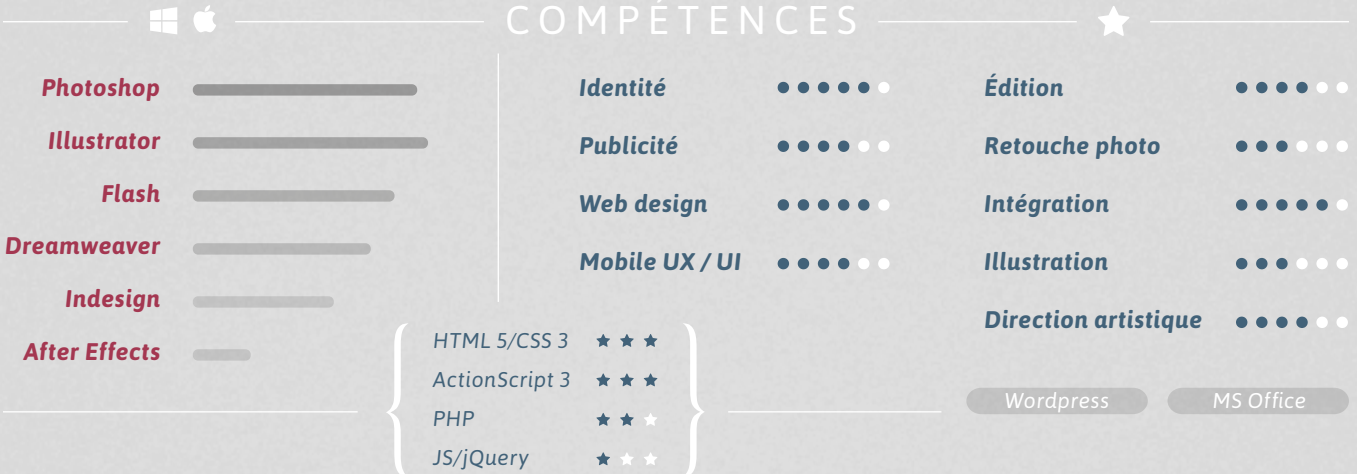 COMPÉTENCES
Photoshop
Illustrator
Flash
Dreamweaver
Indesign
After Effects
Identité
Publicité
Web design
Mobile UX / UI
Édition
Retouche photo
Intégration
Illustration
Direction artistique
HTML 5/CSS 3
ActionScript 3
PHP
JS/jQuery
Wordpress
MS Office